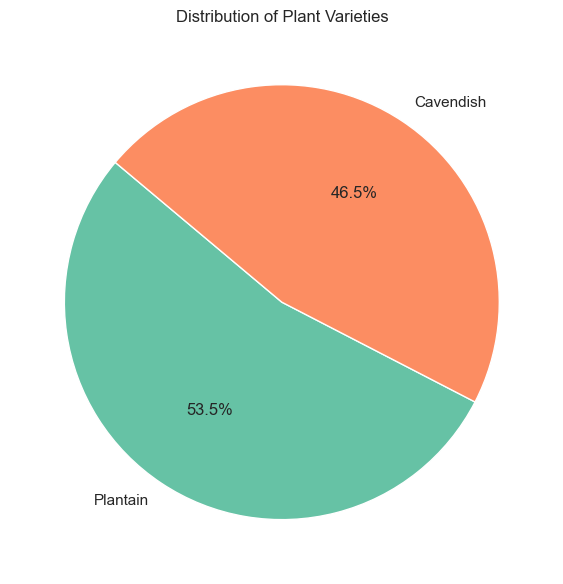 Distribution of Plant Varieties
Cavendish
46.5%
53.5%
Plantain